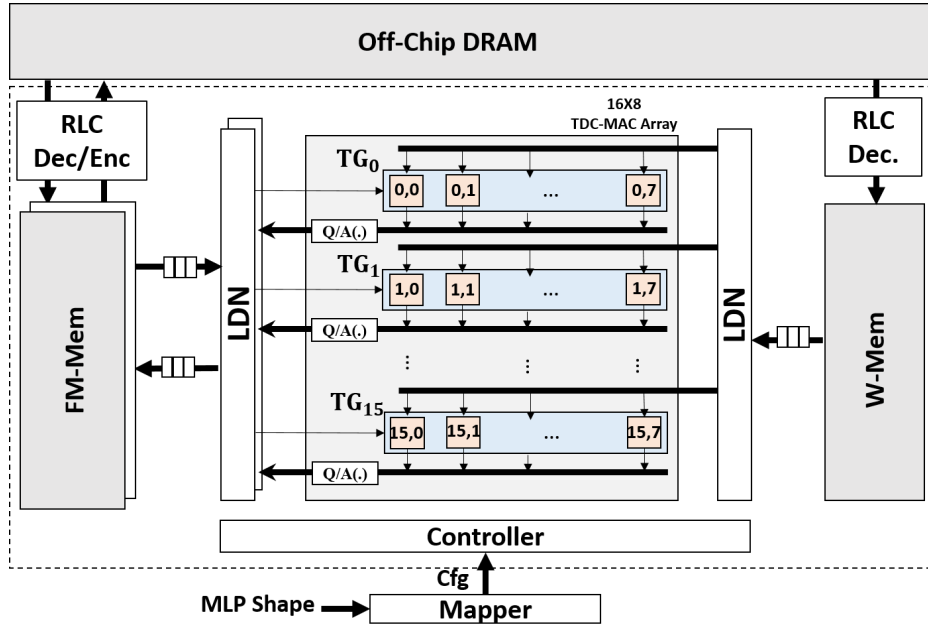 Off-Chip DRAM
RLC
Dec/Enc
16X8
TDC-MAC Array
RLC
Dec.
TG0
0,0 0,1 ... 0,7
Q/A(.)
TG1
1,0 1,1 ... 1,7
Q/A(.)
FM-Mem
LDN
LDN
W-Mem
... ... ...
TG15
15,0 15,1 ... 15,7
Q/A(.)
Controller
Cfg
MLP Shape
Mapper